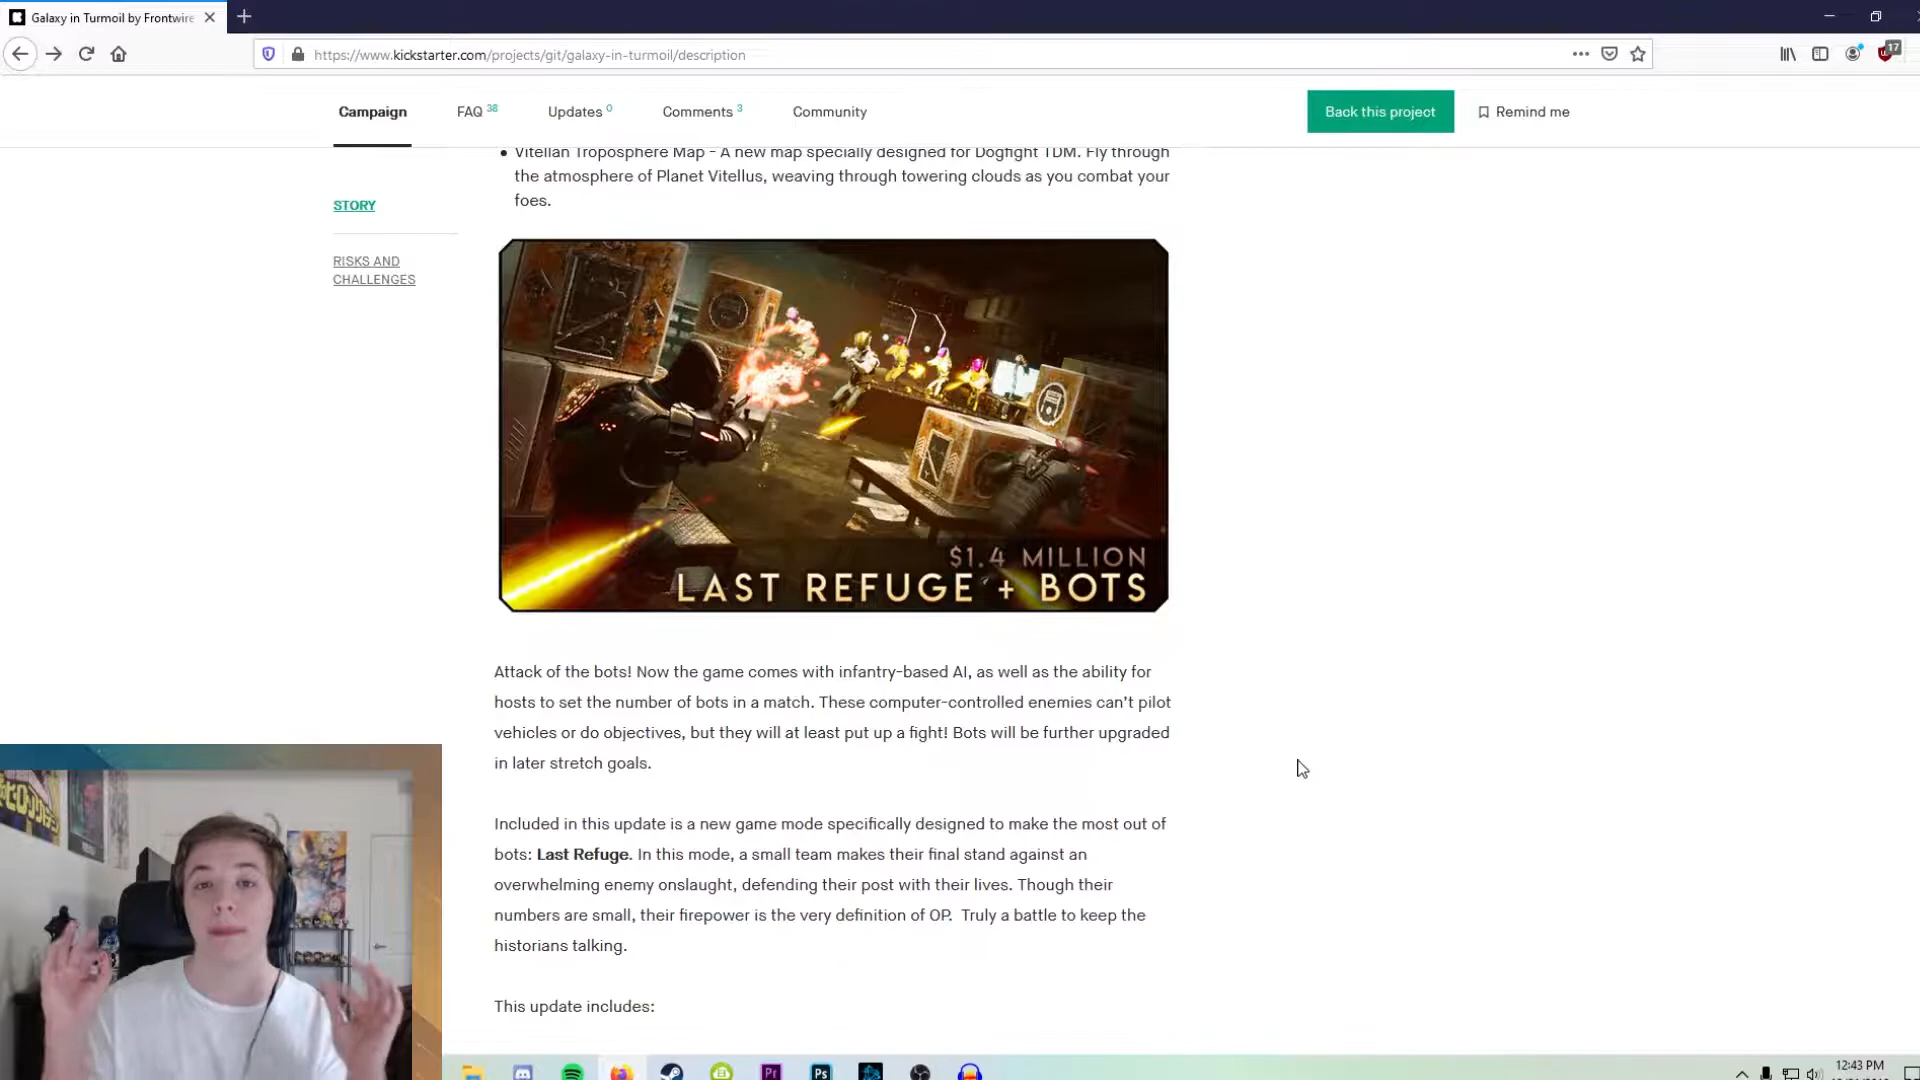 Galaxy in Turmoil by Frontwire
https://www.kickstarter.com/projects/git/galaxy-in-turmoil/description
17
Campaign
FAQ 38
Updates 0
Comments 3
Community
Back this project
Remind me
STORY
RISKS AND
CHALLENGES
• Vitellan Troposphere Map - A new map specially designed for Dogfight TDM. Fly through
the atmosphere of Planet Vitellus, weaving through towering clouds as you combat your
foes.
$1.4 MILLION
LAST REFUGE + BOTS
Attack of the bots! Now the game comes with infantry-based AI, as well as the ability for
hosts to set the number of bots in a match. These computer-controlled enemies can't pilot
vehicles or do objectives, but they will at least put up a fight! Bots will be further upgraded
in later stretch goals.
Included in this update is a new game mode specifically designed to make the most out of
bots: Last Refuge. In this mode, a small team makes their final stand against an
overwhelming enemy onslaught, defending their post with their lives. Though their
numbers are small, their firepower is the very definition of OP. Truly a battle to keep the
historians talking.
This update includes:
Pr
Ps
12:43 PM